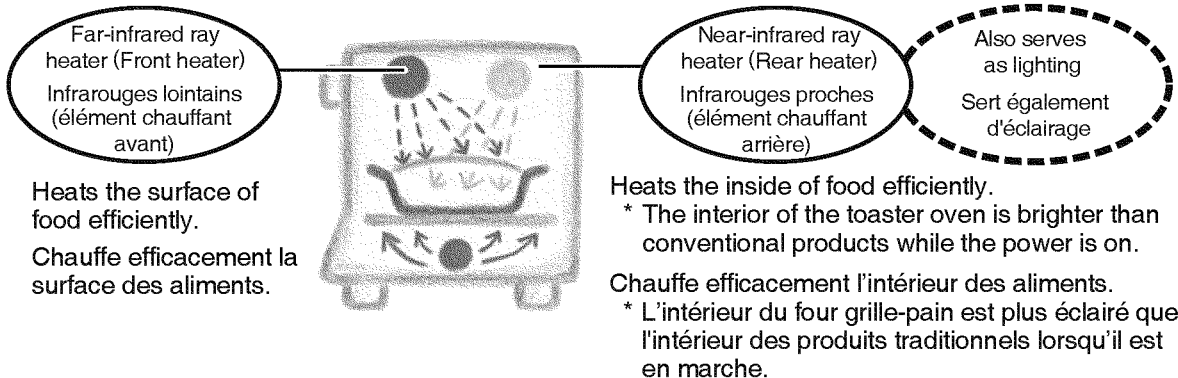 Far-infrared ray
heater (Front heater)
Infrarouges lointains
(élément chauffant
avant)
Heats the surface of
food efficiently.
Chauffe efficacement la
surface des aliments.
Near-infrared ray
heater (Rear heater)
Infrarouges proches
(élément chauffant
arrière)
Also serves
as lighting
Sert également
d'éclairage
Heats the inside of food efficiently.
* The interior of the toaster oven is brighter than
conventional products while the power is on.
Chauffe efficacement l'intérieur des aliments.
* L'intérieur du four grille-pain est plus éclairé que
l'intérieur des produits traditionnels lorsqu'il est
en marche.